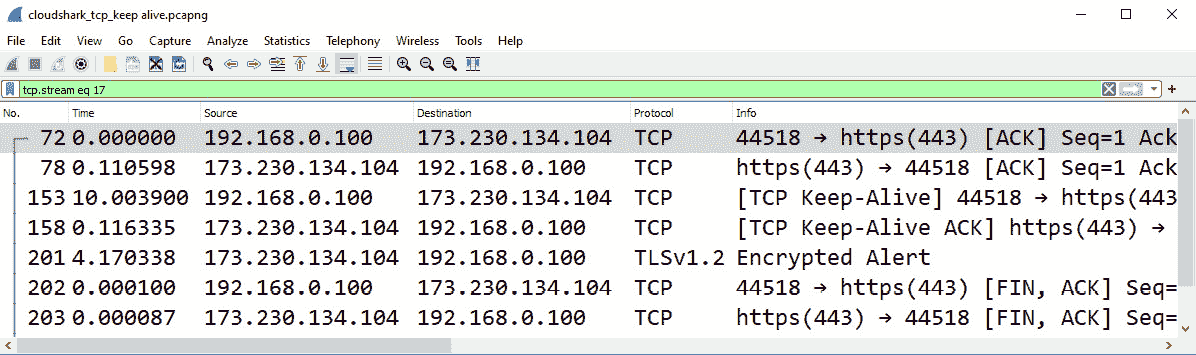 cloudshark_tcp_keep alive.pcapng
File Edit View Go Capture Analyze Statistics Telephony Wireless Tools Help
tcp.stream eq 17
No. Time Source Destination Protocol Info
72 0.000000 192.168.0.100 173.230.134.104 TCP 44518 → https(443) [ACK] Seq=1 Ack
78 0.110598 173.230.134.104 192.168.0.100 TCP https(443) → 44518 [ACK] Seq=1 Ack
153 10.003900 192.168.0.100 173.230.134.104 TCP [TCP Keep-Alive] 44518 → https(443
158 0.116335 173.230.134.104 192.168.0.100 TCP [TCP Keep-Alive ACK] https(443) →
201 4.170338 173.230.134.104 192.168.0.100 TLSv1.2 Encrypted Alert
202 0.000100 192.168.0.100 173.230.134.104 TCP 44518 → https(443) [FIN, ACK] Seq=
203 0.000087 173.230.134.104 192.168.0.100 TCP https(443) → 44518 [FIN, ACK] Seq=